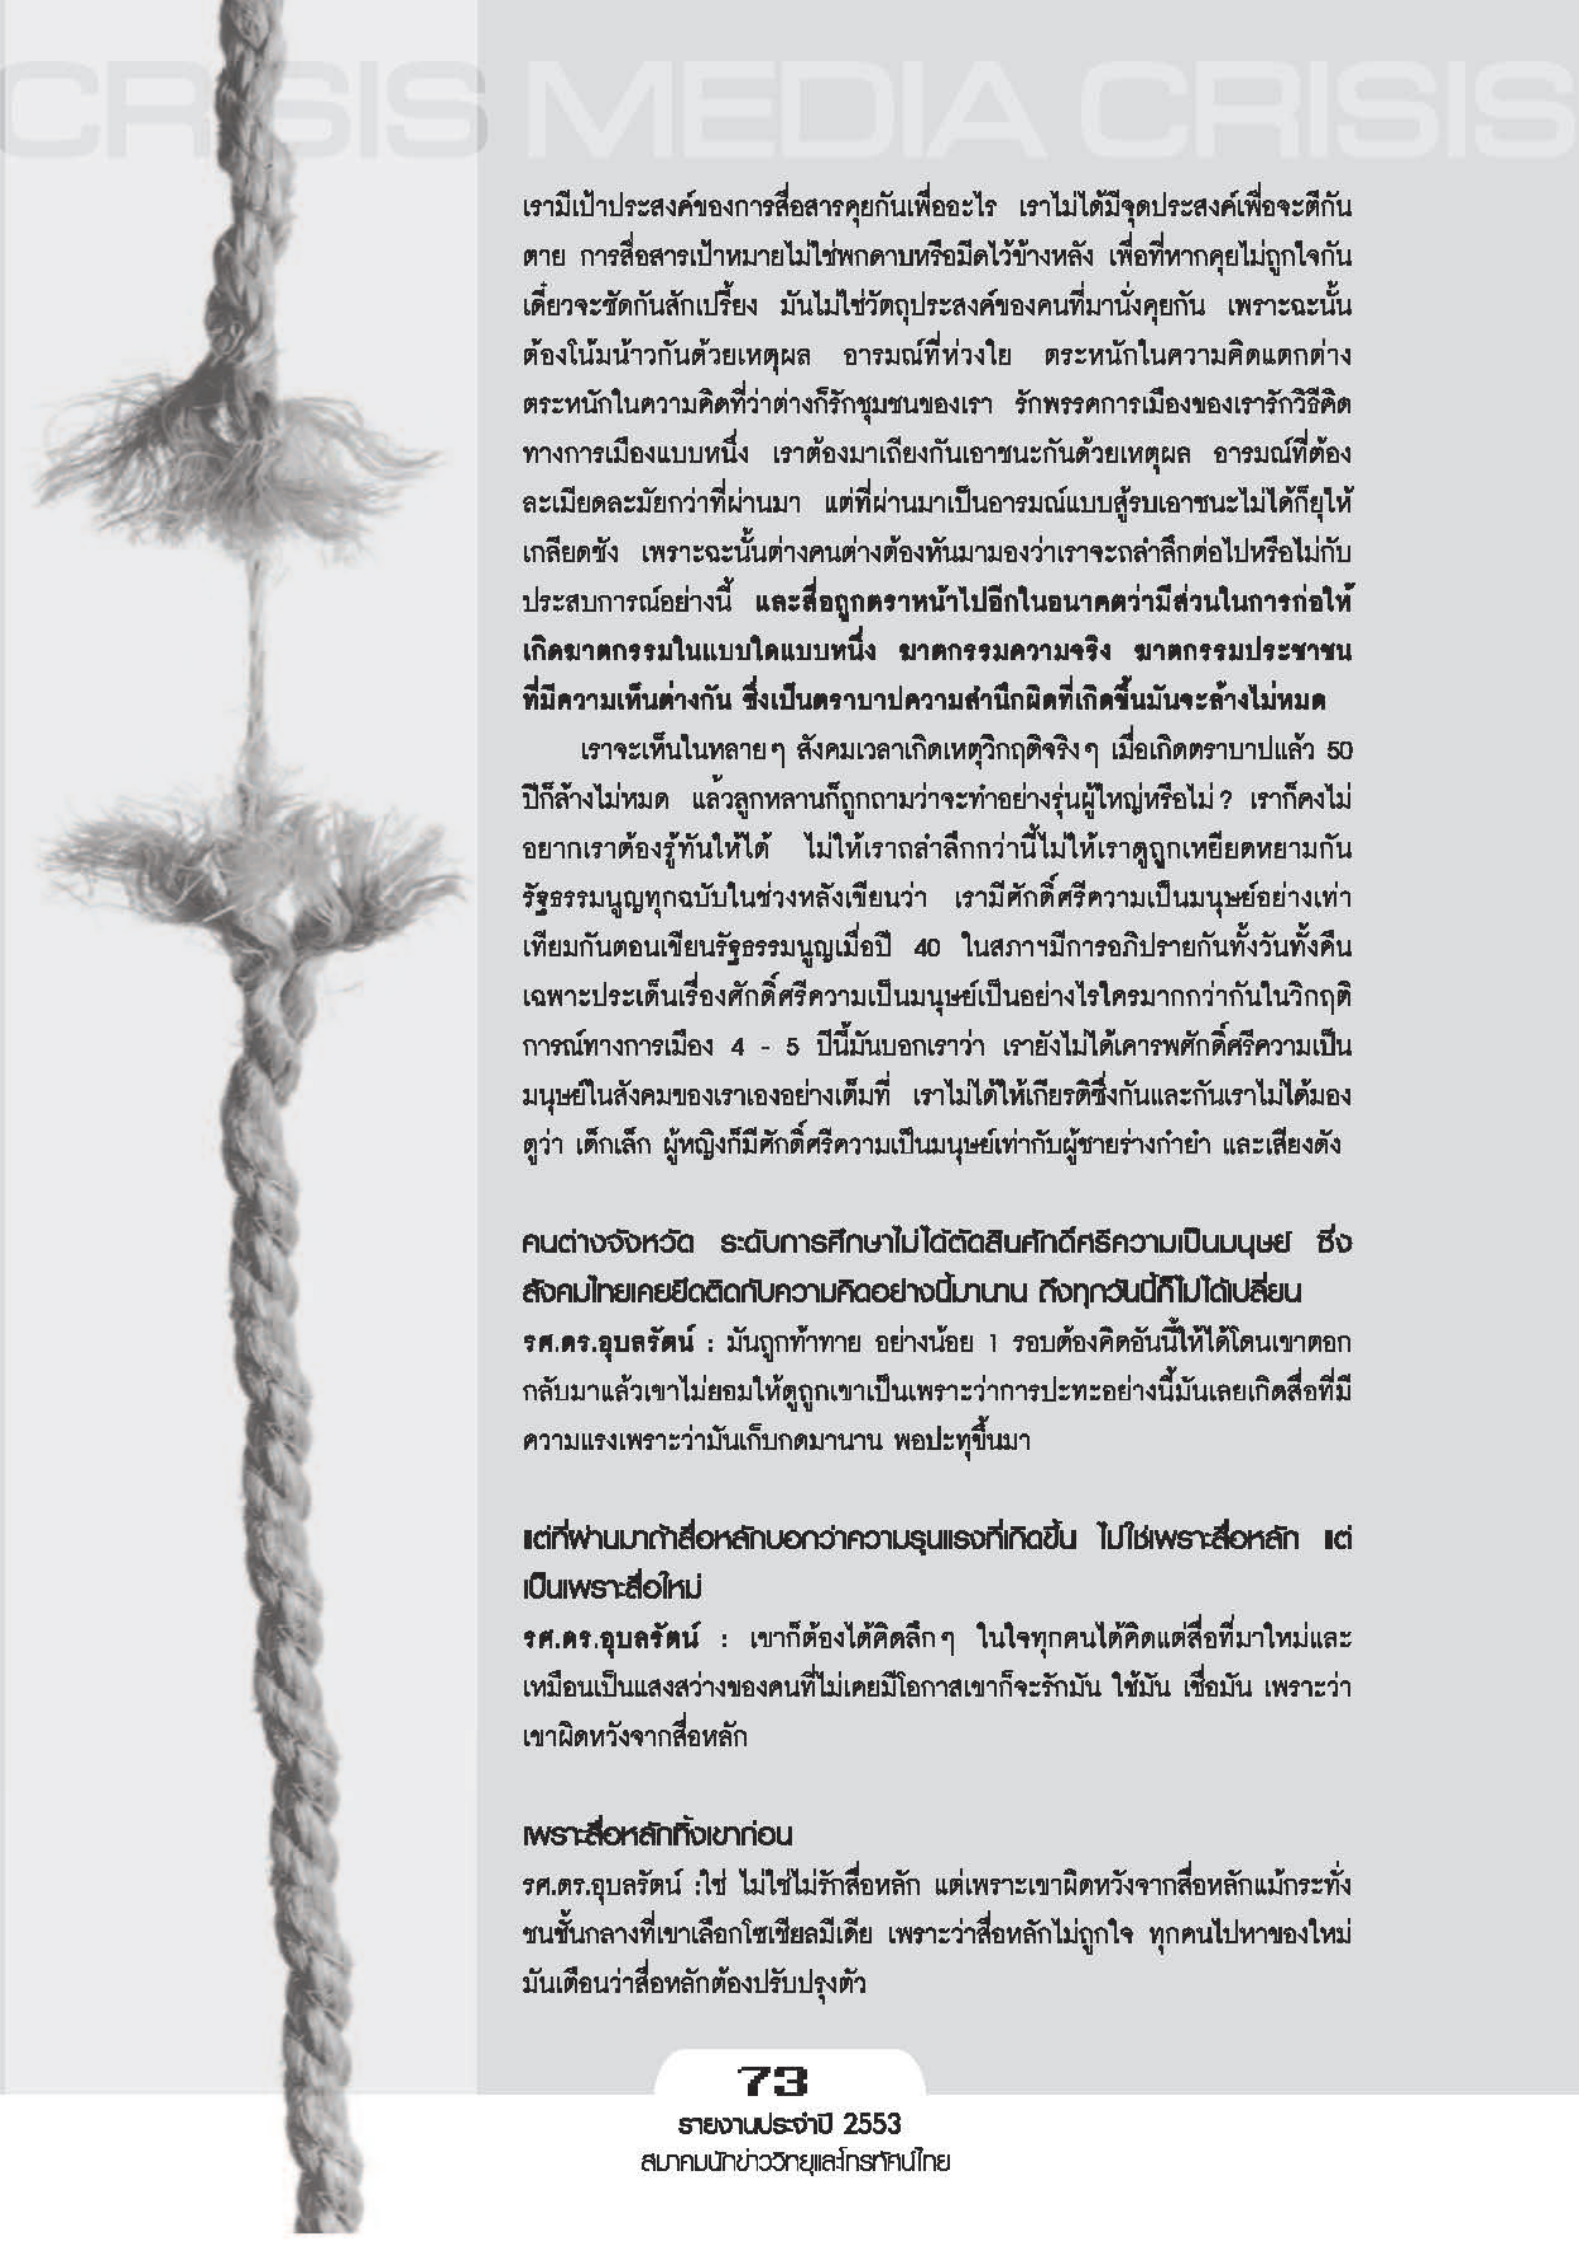 CRISIS MEDIA CRISIS
เรามีเป้าประสงค์ของการสื่อสารคุยกันเพื่ออะไร เราไม่ได้มีจุดประสงค์เพื่อจะตีกัน
ตาย การสื่อสารเป้าหมายไม่ใช่พกดาบหรือมีดไว้ข้างหลัง เพื่อที่หากคุยไม่ถูกใจกัน
เดี๋ยวจะซัดกันสักเปรี้ยง มันไม่ใช่วัตถุประสงค์ของคนที่มานั่งคุยกัน เพราะฉะนั้น
ต้องโน้มน้าวกันด้วยเหตุผล อารมณ์ที่ห่วงใย ตระหนักในความคิดแตกต่าง
ตระหนักในความคิดที่ว่าต่างก็รักชุมชนของเรา รักพรรคการเมืองของเรารักวิธีคิด
ทางการเมืองแบบหนึ่ง เราต้องมาเถียงกันเอาชนะกันด้วยเหตุผล อารมณ์ที่ต้อง
ละเมียดละมัยกว่าที่ผ่านมา แต่ที่ผ่านมาเป็นอารมณ์แบบสู้รบเอาชนะไม่ได้ก็ยุให้
เกลียดชัง เพราะฉะนั้นต่างคนต่างต้องหันมามองว่าเราจะถลำลึกต่อไปหรือไม่กับ
ประสบการณ์อย่างนี้ และสื่อถูกตราหน้าไปอีกในอนาคตว่ามีส่วนในการก่อให้
เกิดฆาตกรรมในแบบใดแบบหนึ่ง ฆาตกรรมความจริง ฆาตกรรมประชาชน
ที่มีความเห็นต่างกัน ซึ่งเป็นตราบาปความสำนึกผิดที่เกิดขึ้นมันจะล้างไม่หมด
เราจะเห็นในหลายๆ สังคมเวลาเกิดเหตุวิกฤติจริงๆ เมื่อเกิดตราบาปแล้ว 50
ปีก็ล้างไม่หมด แล้วลูกหลานก็ถูกถามว่าจะทำอย่างรุ่นผู้ใหญ่หรือไม่? เราก็คงไม่
อยากเราต้องรู้ทันให้ได้ ไม่ให้เราถลำลึกกว่านี้ไม่ให้เราดูถูกเหยียดหยามกัน
รัฐธรรมนูญทุกฉบับในช่วงหลังเขียนว่า เรามีศักดิ์ศรีความเป็นมนุษย์อย่างเท่า
เทียมกันตอนเขียนรัฐธรรมนูญเมื่อปี 40 ในสภาฯมีการอภิปรายกันทั้งวันทั้งคืน
เฉพาะประเด็นเรื่องศักดิ์ศรีความเป็นมนุษย์เป็นอย่างไรใครมากกว่ากันในวิกฤติ
การณ์ทางการเมือง 4 - 5 ปีนี้มันบอกเราว่า เรายังไม่ได้เคารพศักดิ์ศรีความเป็น
มนุษย์ในสังคมของเราเองอย่างเต็มที่ เราไม่ได้ให้เกียรติซึ่งกันและกันเราไม่ได้มอง
ดูว่า เด็กเล็ก ผู้หญิงก็มีศักดิ์ศรีความเป็นมนุษย์เท่ากับผู้ชายร่างกำยำ และเสียงดัง
คนต่างจังหวัด ระดับการศึกษาไม่ได้ตัดสินศักดิ์ศรีความเป็นมนุษย์ ซึ่ง
สังคมไทยเคยยึดติดกับความคิดอย่างนี้มานาน ถึงทุกวันนี้ก็ไม่ได้เปลี่ยน
รศ.ดร.อุบลรัตน์ : มันถูกท้าทาย อย่างน้อย 1 รอบต้องคิดอันนี้ให้ได้โดนเขาตอก
กลับมาแล้วเขาไม่ยอมให้ดูถูกเขาเป็นเพราะว่าการปะทะอย่างนี้มันเลยเกิดสื่อที่มี
ความแรงเพราะว่ามันเก็บกดมานาน พอปะทุขึ้นมา
แต่ที่ผ่านมาถ้าสื่อหลักบอกว่าความรุนแรงที่เกิดขึ้น ไม่ใช่เพราะสื่อหลัก แต่
เป็นเพราะสื่อใหม่
รศ.ดร.อุบลรัตน์ : เขาก็ต้องได้คิดลึกๆ ในใจทุกคนได้คิดแต่สื่อที่มาใหม่และ
เหมือนเป็นแสงสว่างของคนที่ไม่เคยมีโอกาสเขาก็จะรักมัน ใช้มัน เชื่อมัน เพราะว่า
เขาผิดหวังจากสื่อหลัก
เพราะสื่อหลักทิ้งเขาก่อน
รศ.ดร.อุบลรัตน์ :ใช่ ไม่ใช่ไม่รักสื่อหลัก แต่เพราะเขาผิดหวังจากสื่อหลักแม้กระทั่ง
ชนชั้นกลางที่เขาเลือกโซเชียลมีเดีย เพราะว่าสื่อหลักไม่ถูกใจ ทุกคนไปหาของใหม่
มันเตือนว่าสื่อหลักต้องปรับปรุงตัว
73
รายงานประจำปี 2553
สมาคมนักข่าววิทยุและโทรทัศน์ไทย